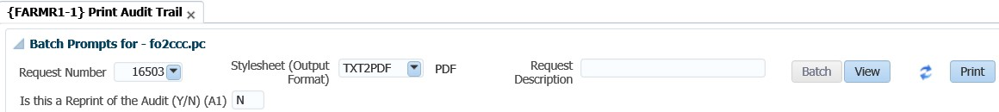 {FARMR1-1} Print Audit Trail x
Batch Prompts for - fo2ccc.pc
Request Number 16503 Stylesheet (Output Format) TXT2PDF PDF Request Description Batch View Print
Is this a Reprint of the Audit (Y/N) (A1) N